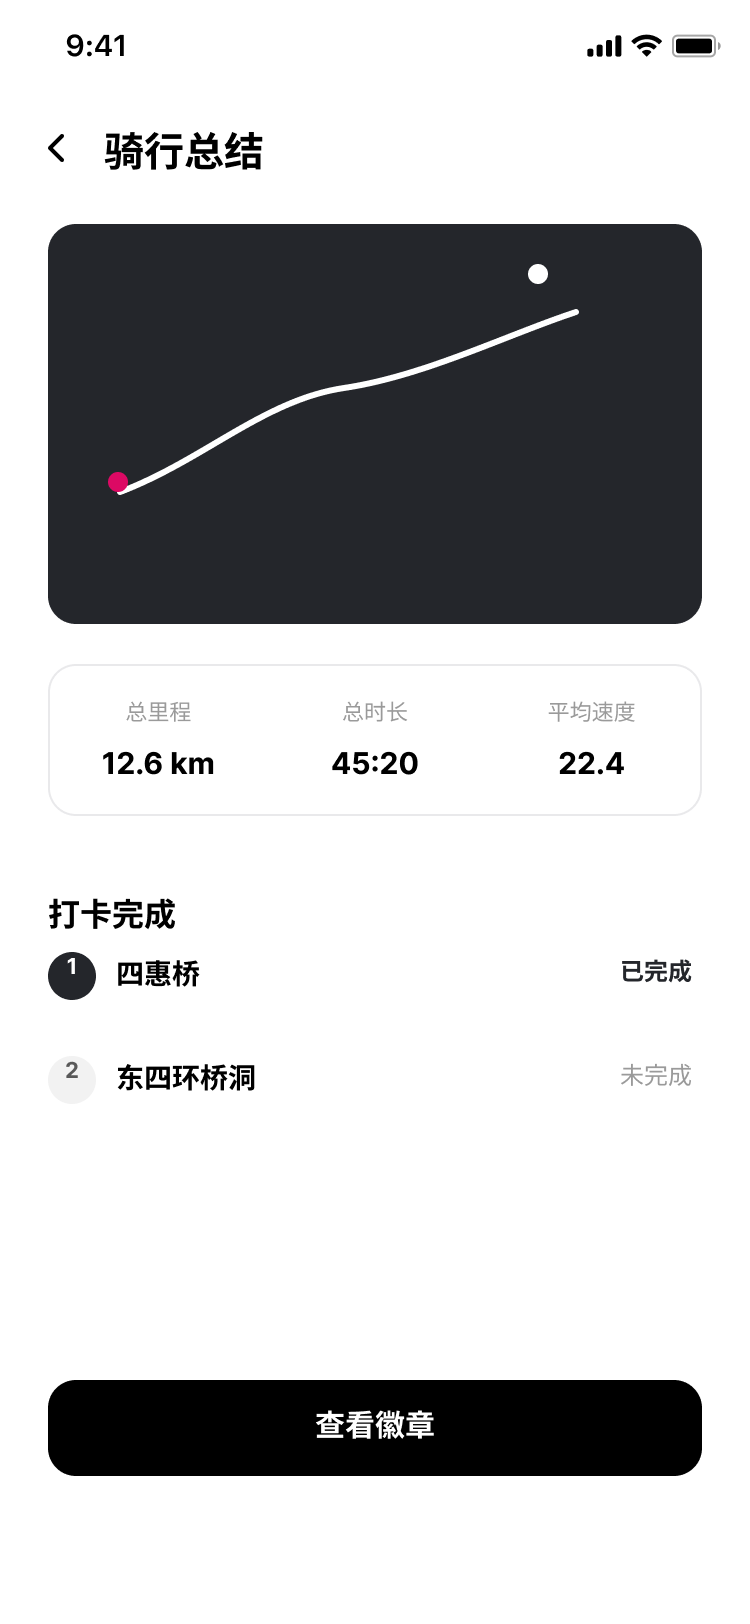 9:41
骑行总结
总里程 总时长 平均速度
12.6 km 45:20 22.4
打卡完成
1 四惠桥 已完成
2 东四环桥洞 未完成
查看徽章